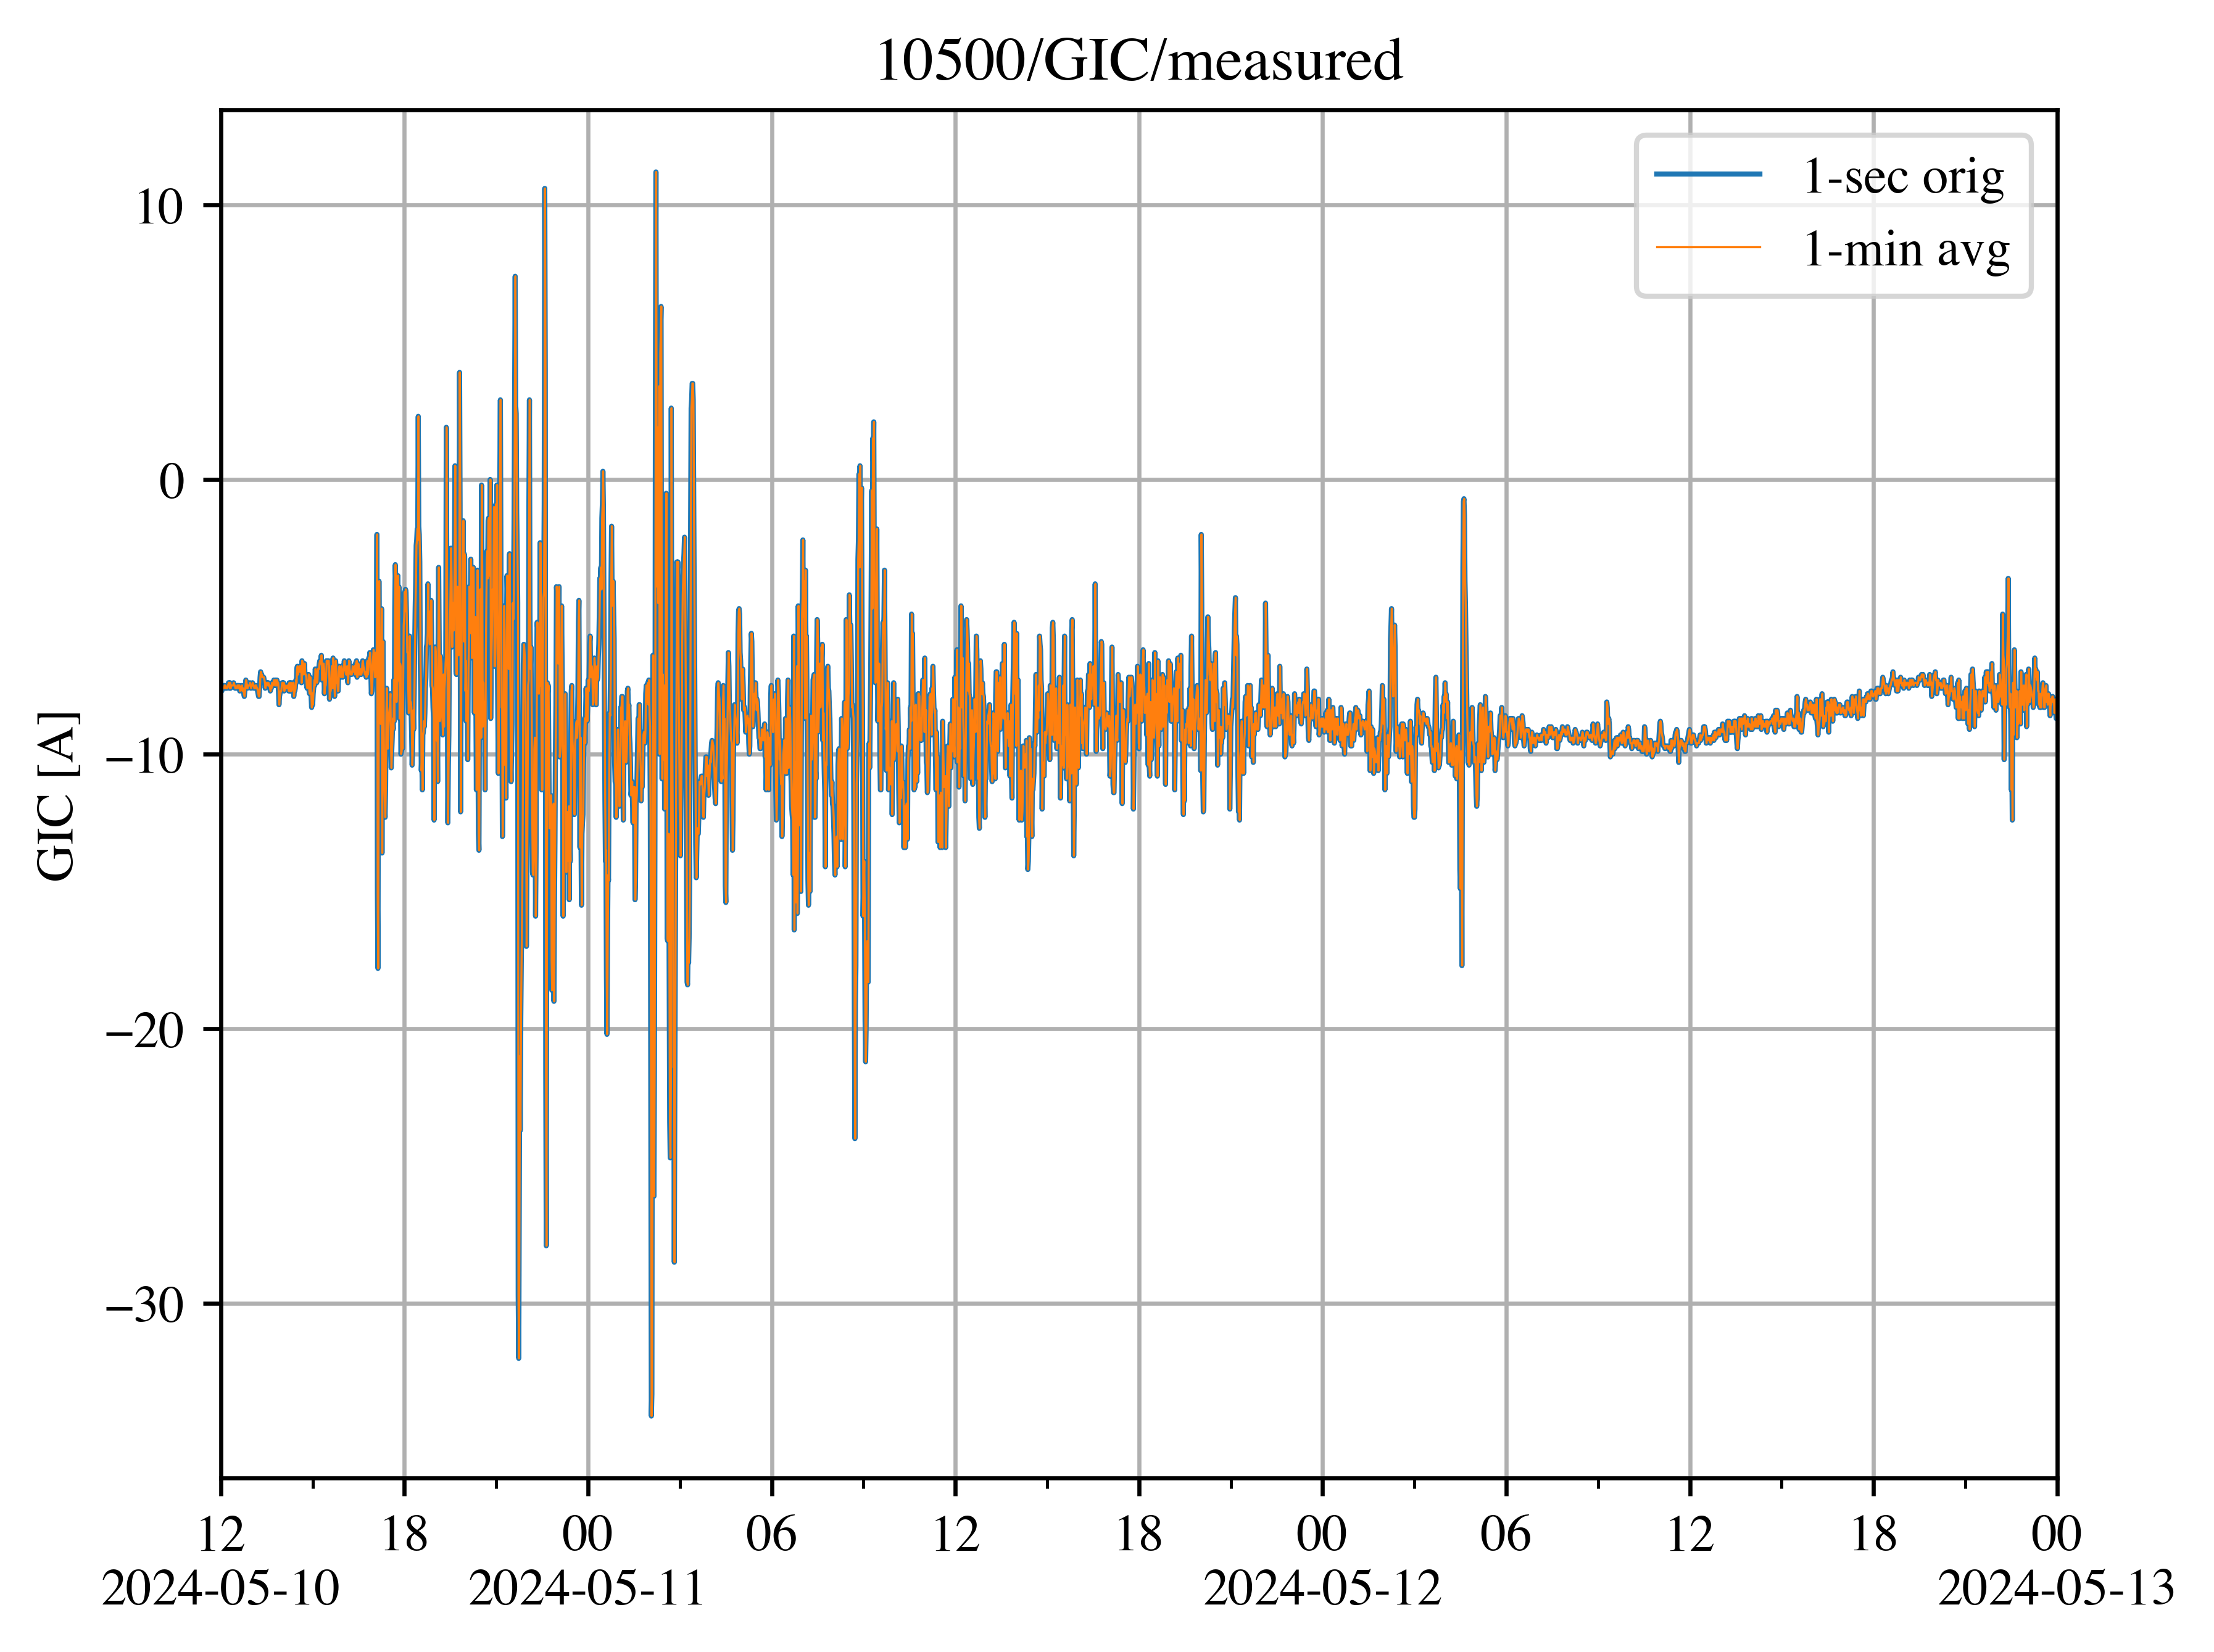 10500/GIC/measured
1-sec orig
1-min avg
10
0
−10
−20
−30
GIC [A]
12 18 00 06 12 18 00 06 12 18 00
2024-05-10 2024-05-11 2024-05-12 2024-05-13